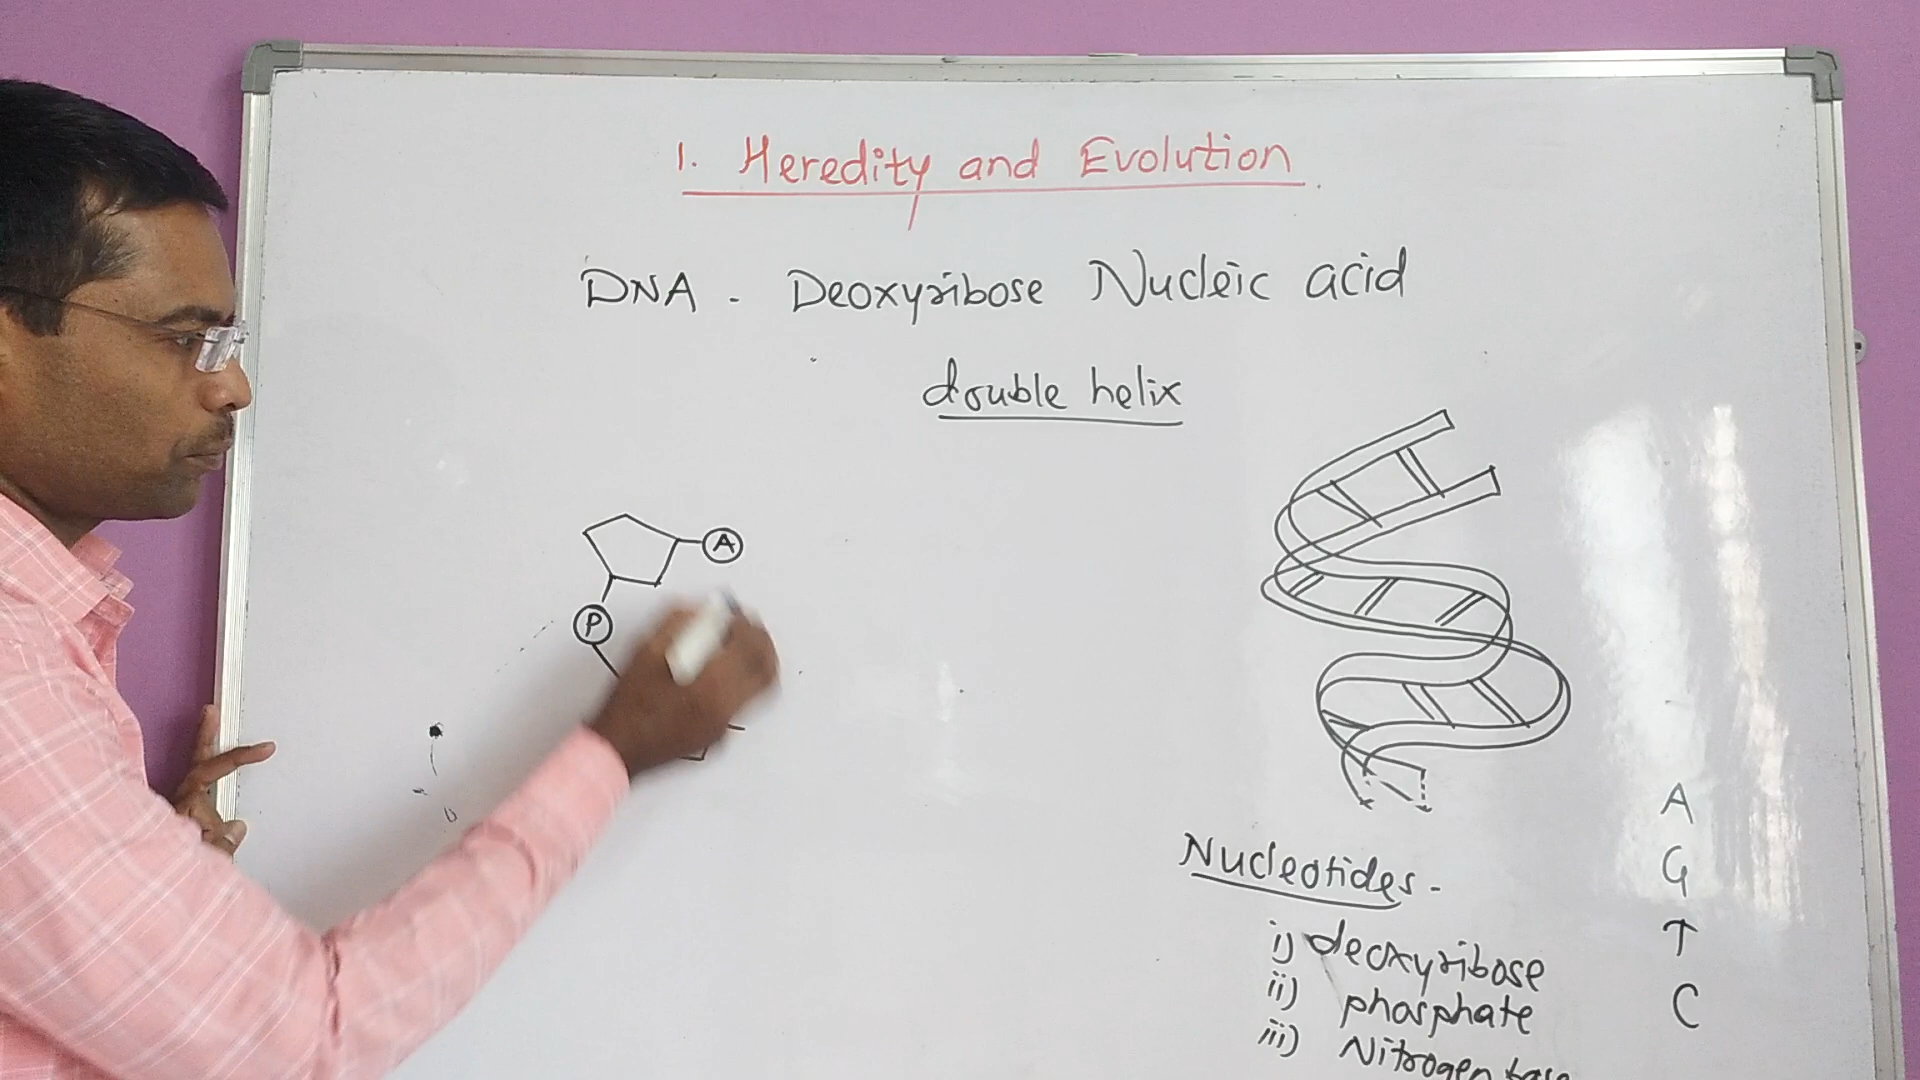 1. Heredity and Evolution
DNA - Deoxyribose Nucleic acid
double helix
A
P
Nucleotides -
i) deoxyribose
ii) phosphate
iii) Nitrogen base
A
G
T
C